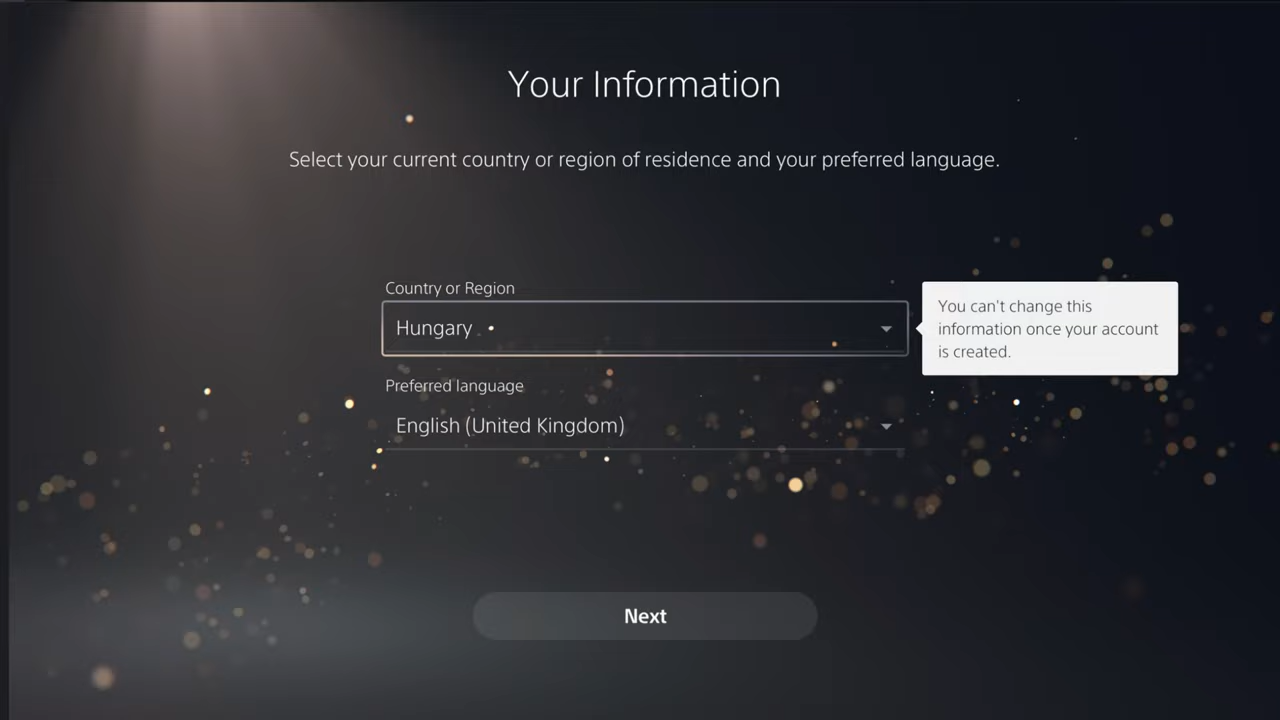 Your Information
Select your current country or region of residence and your preferred language.
Country or Region
Hungary
You can't change this
information once your account
is created.
Preferred language
English (United Kingdom)
Next